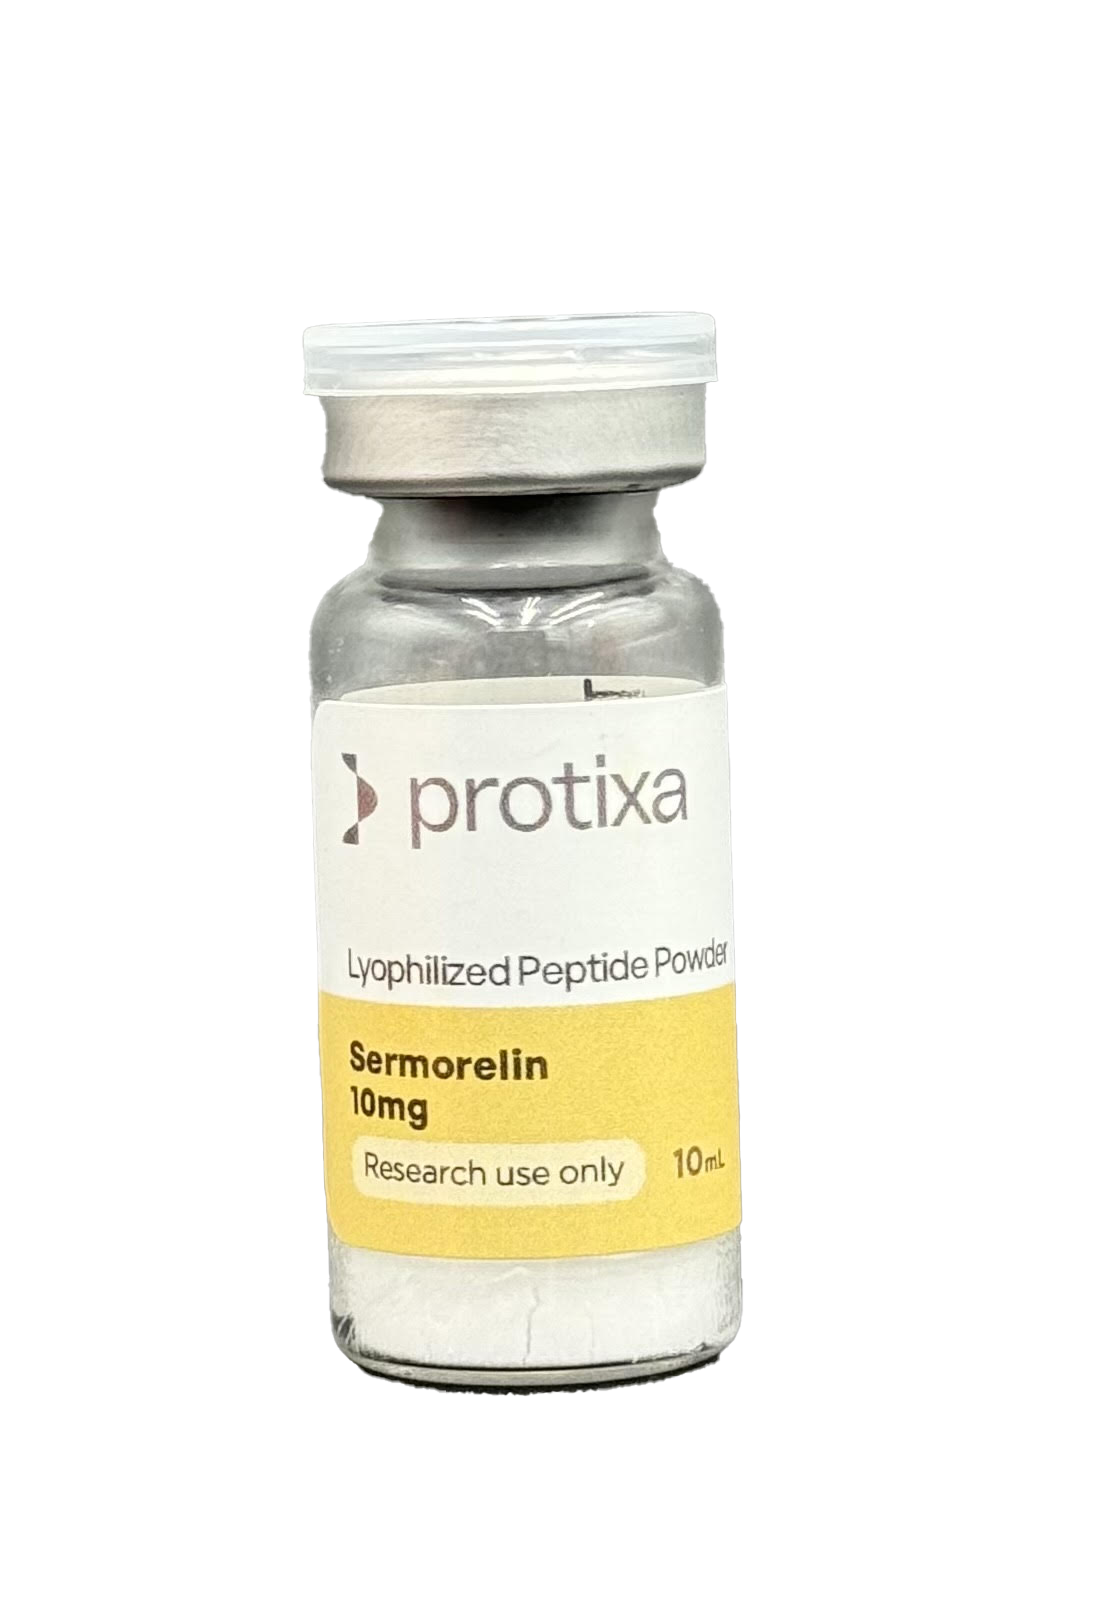 protixa
Lyophilized Peptide Powder
Sermorelin
10mg
Research use only
10mL